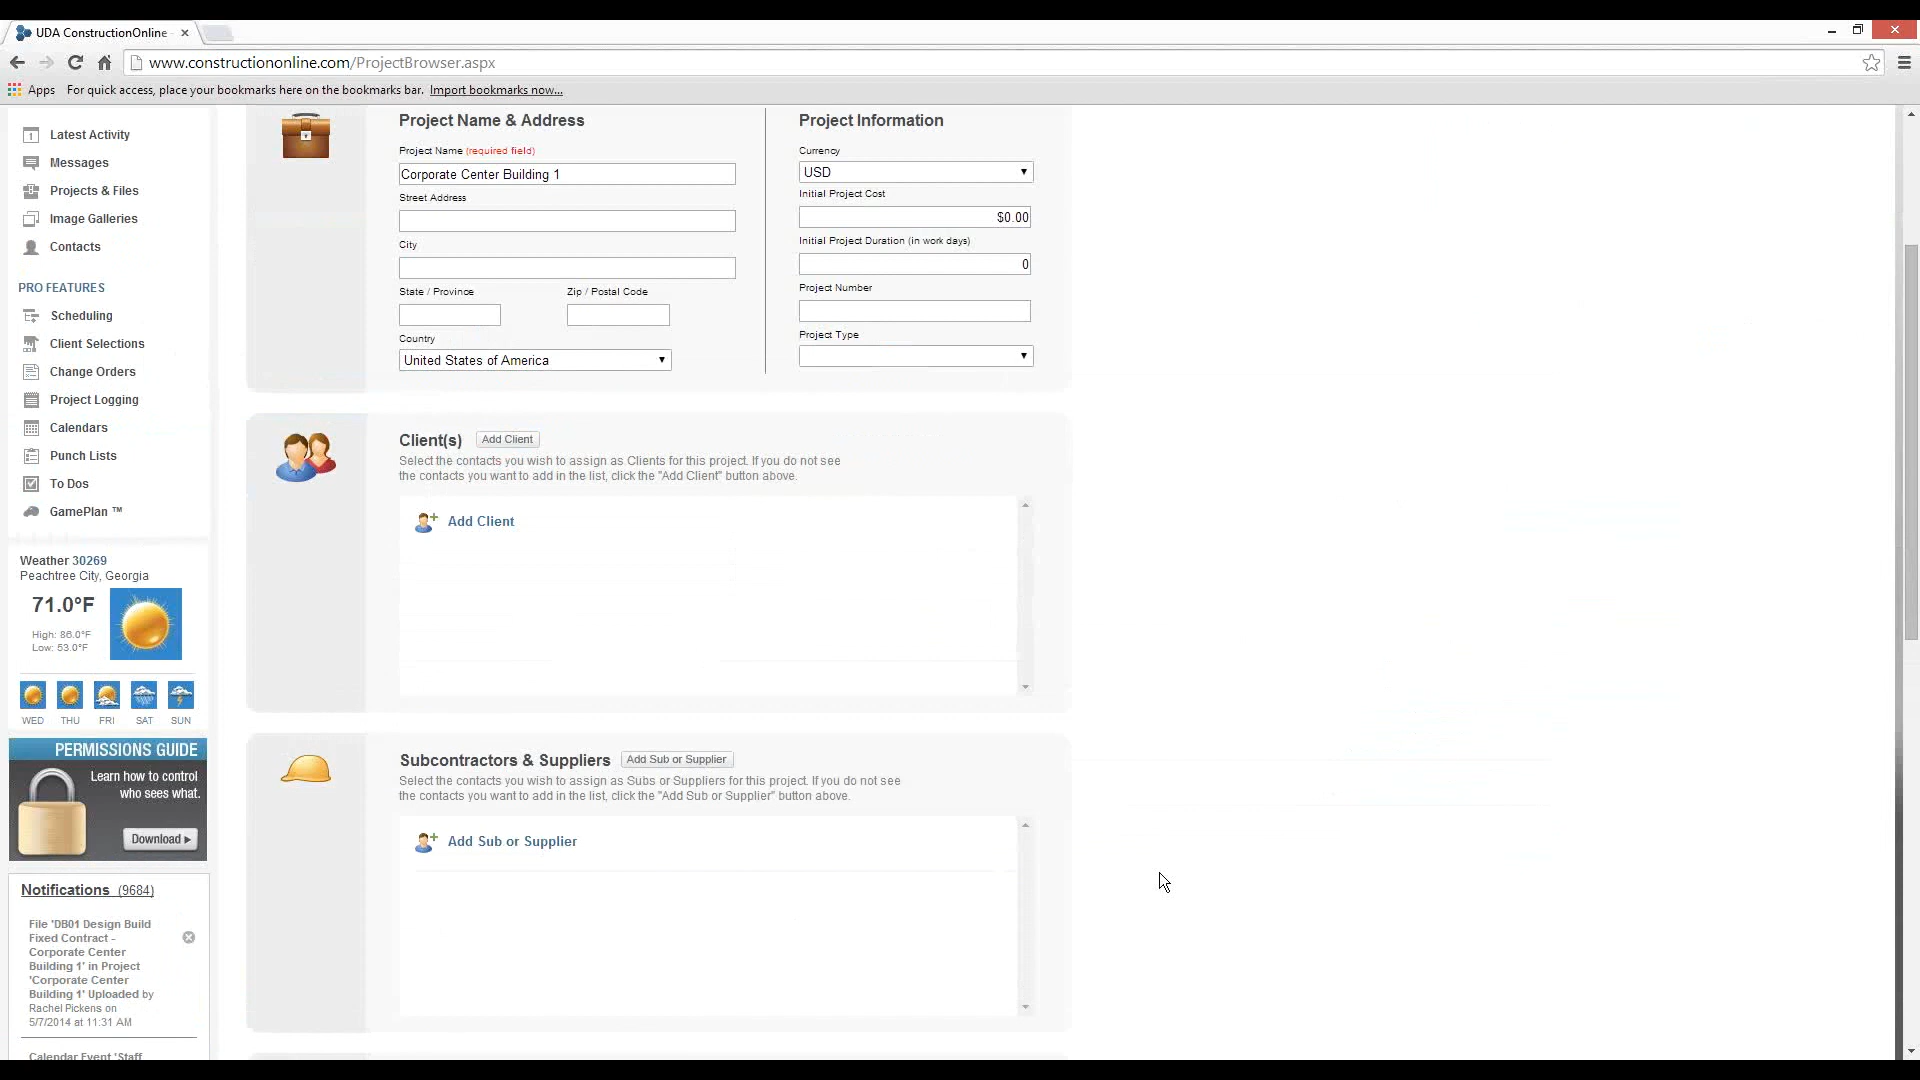 UDA ConstructionOnline
www.constructiononline.com/ProjectBrowser.aspx
Apps For quick access, place your bookmarks here on the bookmarks bar. Import bookmarks now...
Latest Activity
Messages
Projects & Files
Image Galleries
Contacts
PRO FEATURES
Scheduling
Client Selections
Change Orders
Project Logging
Calendars
Punch Lists
To Dos
GamePlan ™
Weather 30269
Peachtree City, Georgia
71.0°F
High: 86.0°F
Low: 53.0°F
WED THU FRI SAT SUN
PERMISSIONS GUIDE
Learn how to control
who sees what.
Download
Notifications (9684)
File 'DB01 Design Build
Fixed Contract -
Corporate Center
Building 1' in Project
'Corporate Center
Building 1' Uploaded by
Rachel Pickens on
5/7/2014 at 11:31 AM
Calendar Event 'Staff
Project Name & Address
Project Name (required field)
Corporate Center Building 1
Street Address
City
State / Province Zip / Postal Code
Country
United States of America
Project Information
Currency
USD
Initial Project Cost
$0.00
Initial Project Duration (in work days)
0
Project Number
Project Type
Client(s) Add Client
Select the contacts you wish to assign as Clients for this project. If you do not see
the contacts you want to add in the list, click the "Add Client" button above.
Add Client
Subcontractors & Suppliers Add Sub or Supplier
Select the contacts you wish to assign as Subs or Suppliers for this project. If you do not see
the contacts you want to add in the list, click the "Add Sub or Supplier" button above.
Add Sub or Supplier